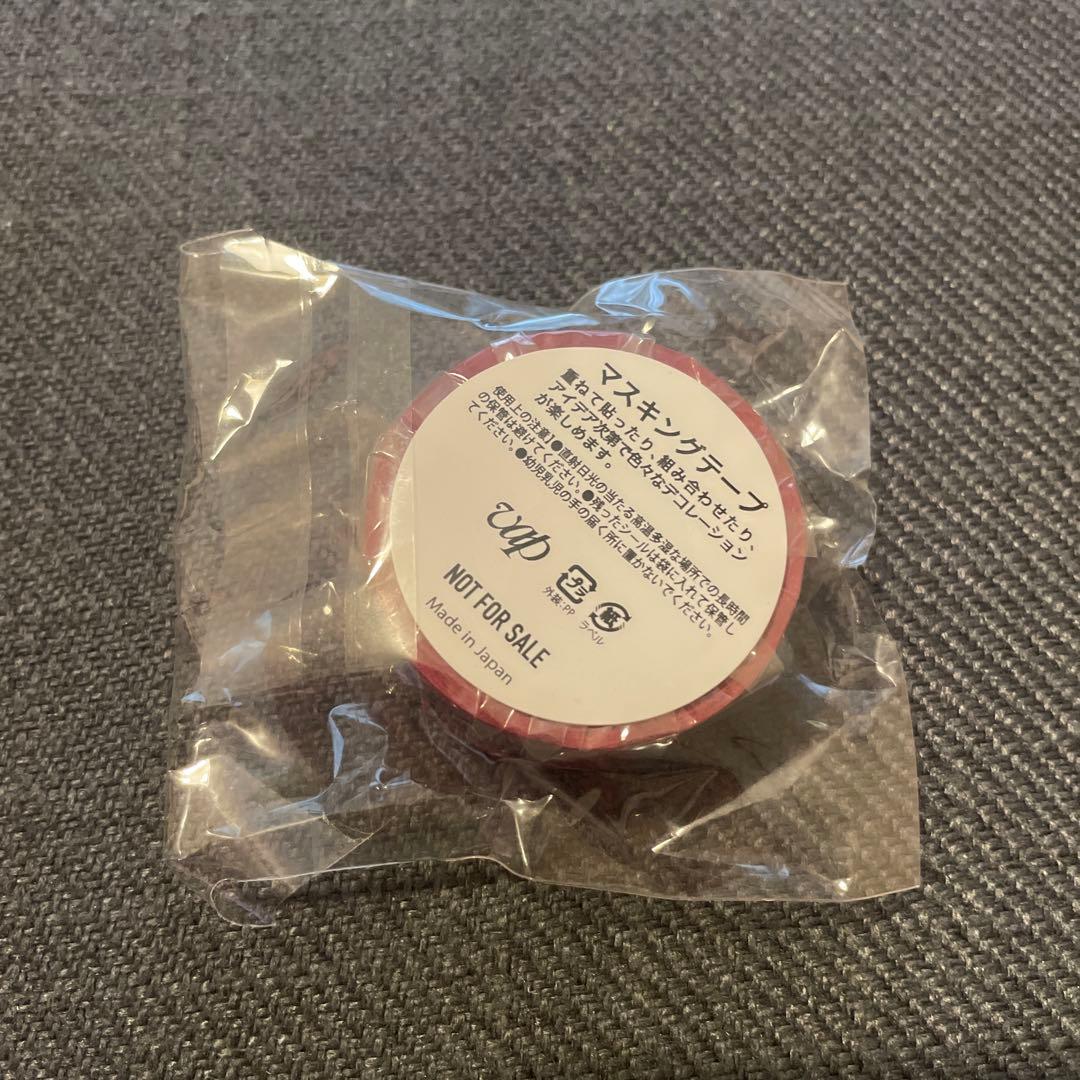 マスキングテープ
重ねて貼ったり、組み合わせたり、
アイデア次第で色々なデコレーション
が楽しめます。
使用上の注意】●直射日光の当たる高温多湿な場所での長時間
の保管は避けてください。●残ったシールは袋に入れて保管し
てください。●幼児乳児の手の届く所に置かないでください。
vap
プラ
外装:PP
紙
ラベル
NOT FOR SALE
Made in Japan